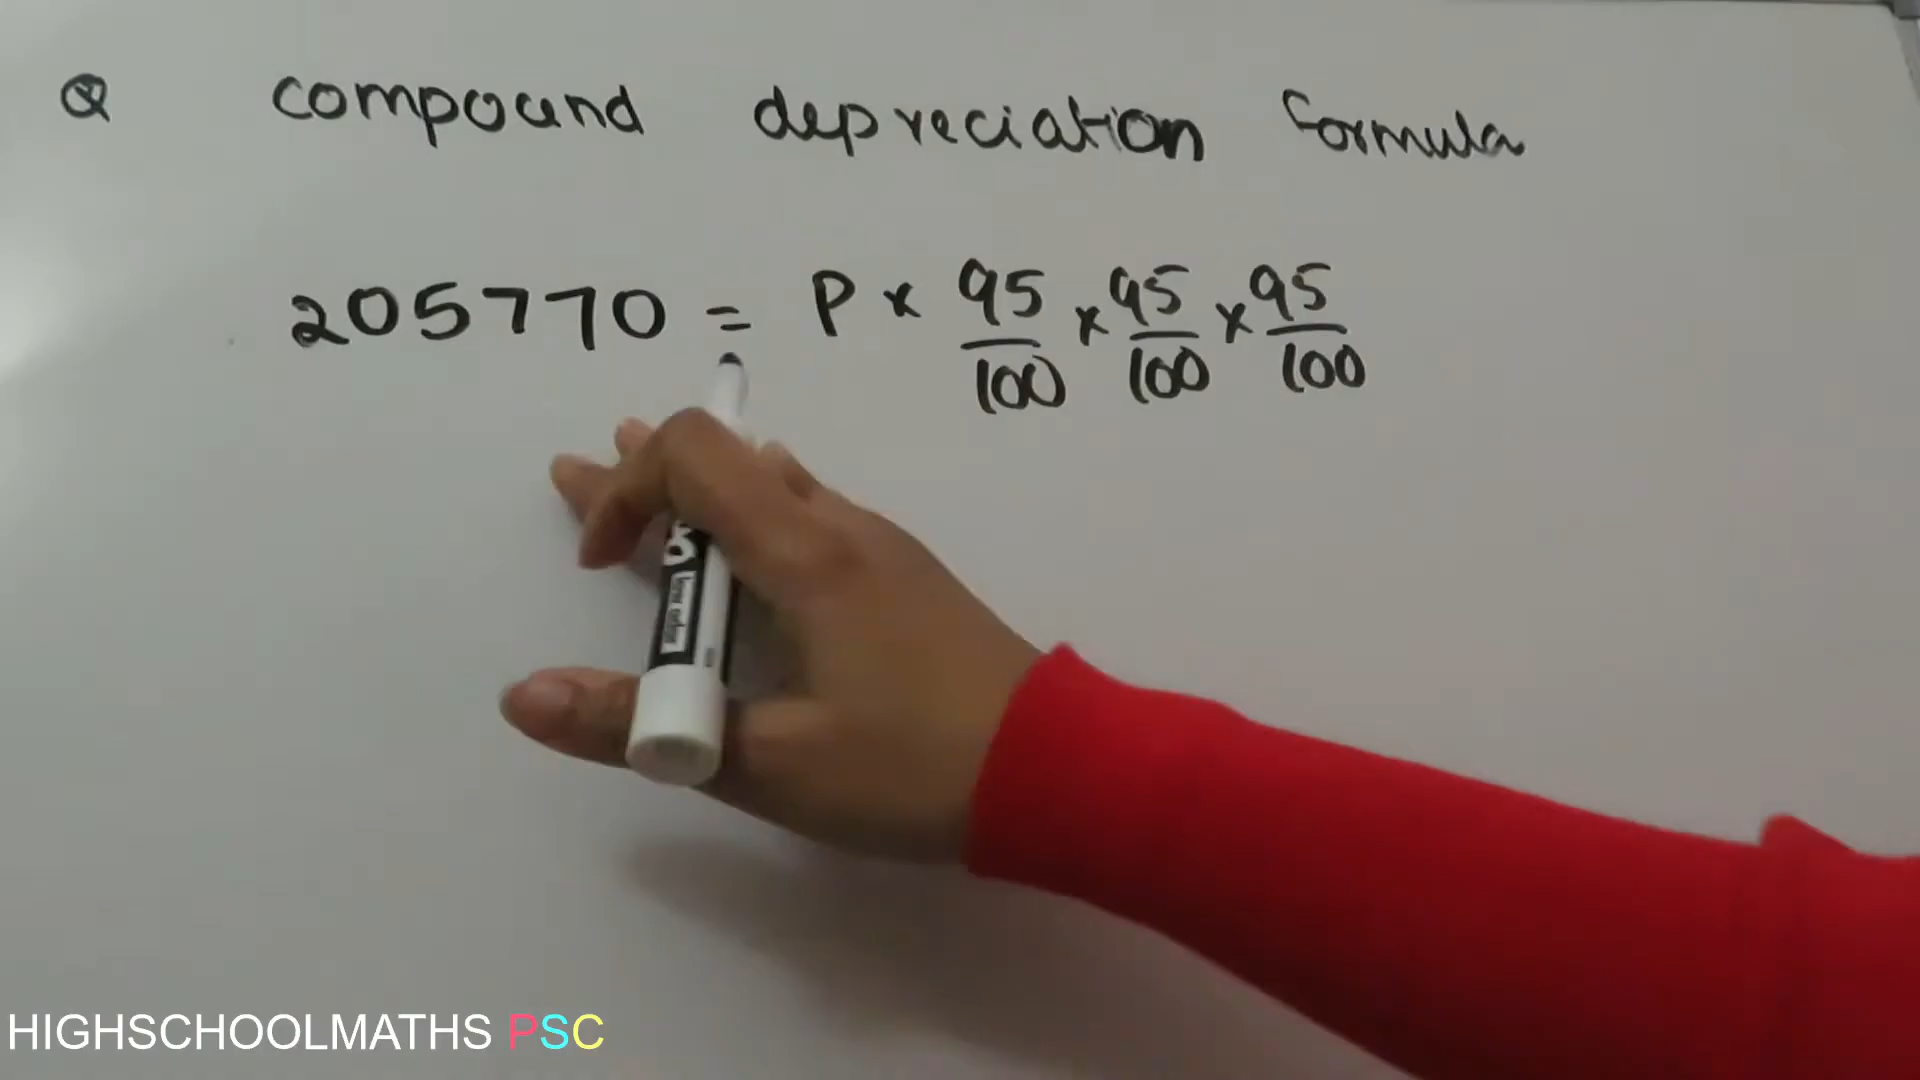 Q compound depreciation formula
205770 = P × 95/100 × 95/100 × 95/100
HIGHSCHOOLMATHS PSC